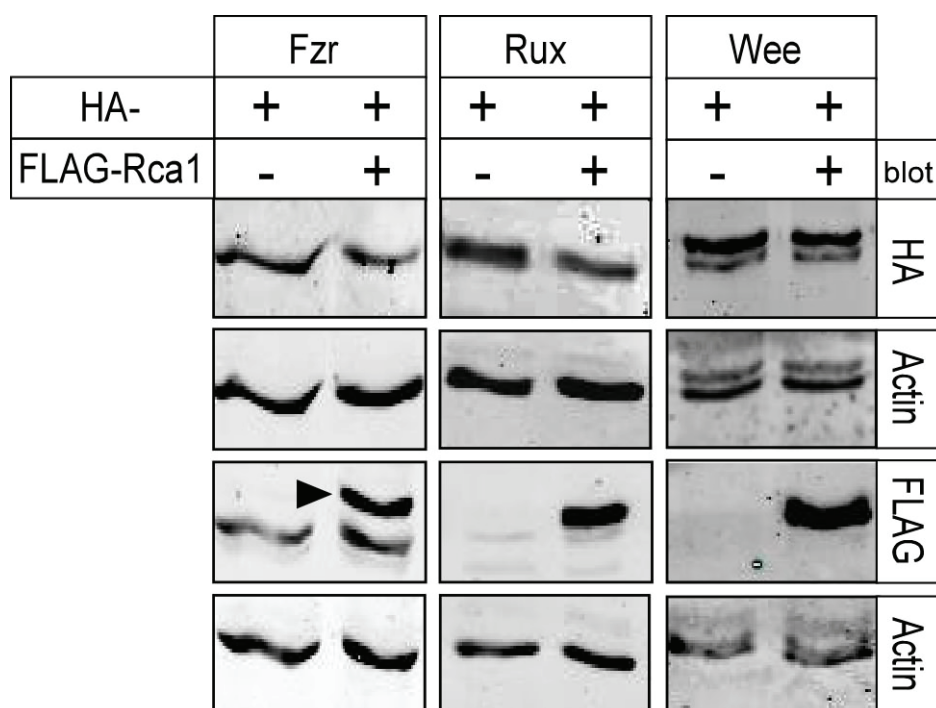 Fzr Rux Wee
HA- + + + + + +
FLAG-Rca1 - + - + - + blot
HA
Actin
FLAG
Actin